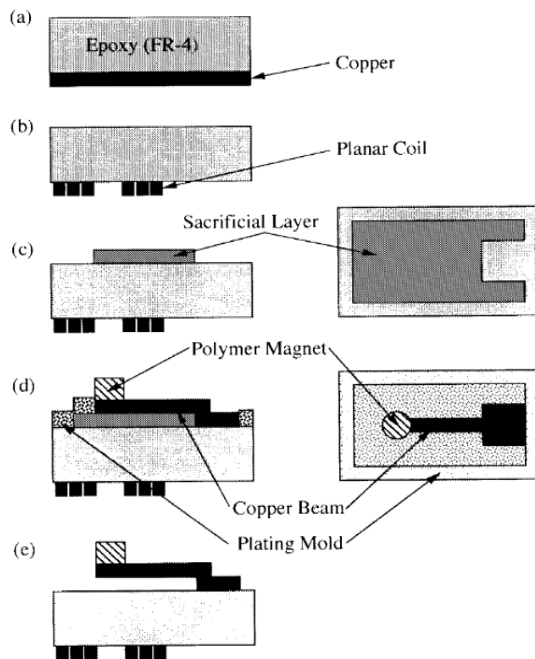 (a)
Epoxy (FR-4)
Copper
(b)
Planar Coil
Sacrificial Layer
(c)
Polymer Magnet
(d)
Copper Beam
Plating Mold
(e)